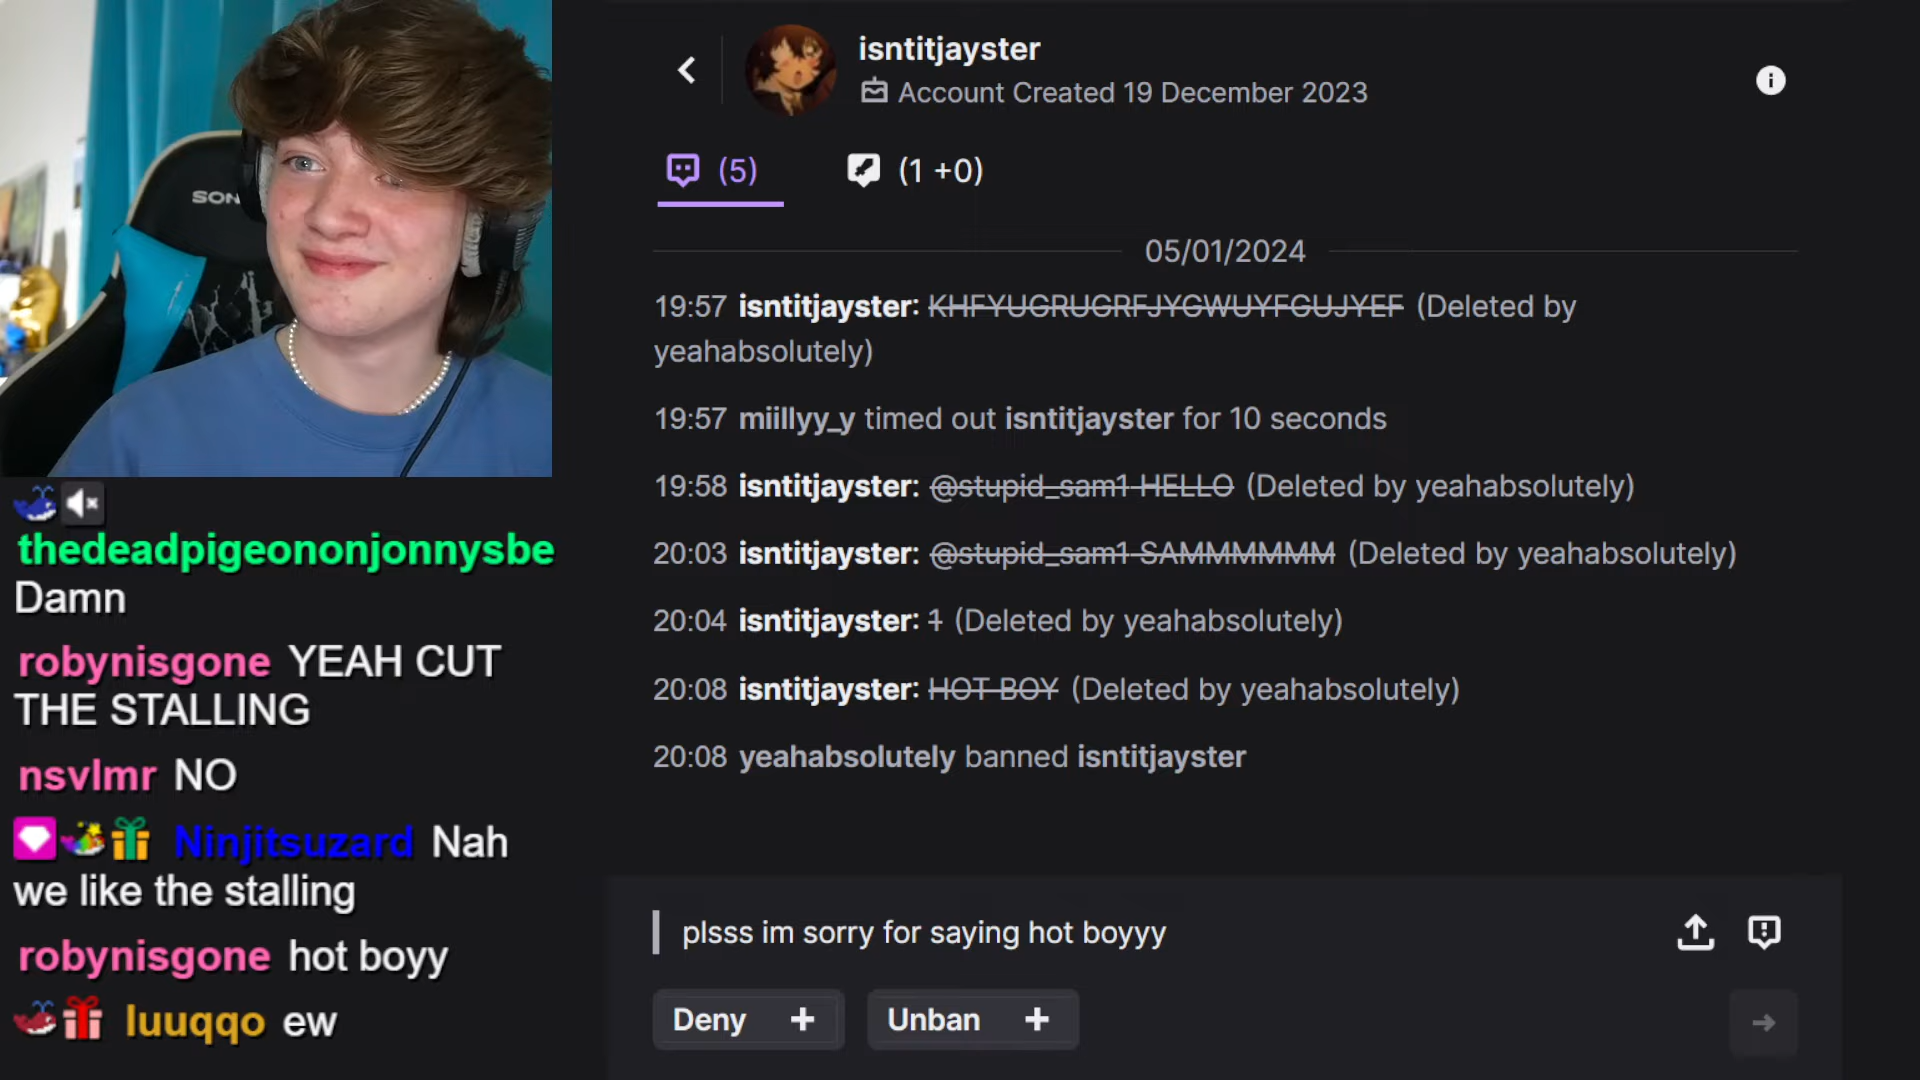 SON
thedeadpigeononjonnysbe
Damn
robynisgone YEAH CUT
THE STALLING
nsvlmr NO
Ninjitsuzard Nah
we like the stalling
robynisgone hot boyy
luuqqo ew
isntitjayster
Account Created 19 December 2023
(5) (1 +0)
05/01/2024
19:57 isntitjayster: KHFYUGRUGRFJYGWUYFGUJYEF (Deleted by
yeahabsolutely)
19:57 miillyy_y timed out isntitjayster for 10 seconds
19:58 isntitjayster: @stupid_sam1 HELLO (Deleted by yeahabsolutely)
20:03 isntitjayster: @stupid_sam1 SAMMMMMM (Deleted by yeahabsolutely)
20:04 isntitjayster: 1 (Deleted by yeahabsolutely)
20:08 isntitjayster: HOT BOY (Deleted by yeahabsolutely)
20:08 yeahabsolutely banned isntitjayster
plsss im sorry for saying hot boyyy
Deny + Unban +